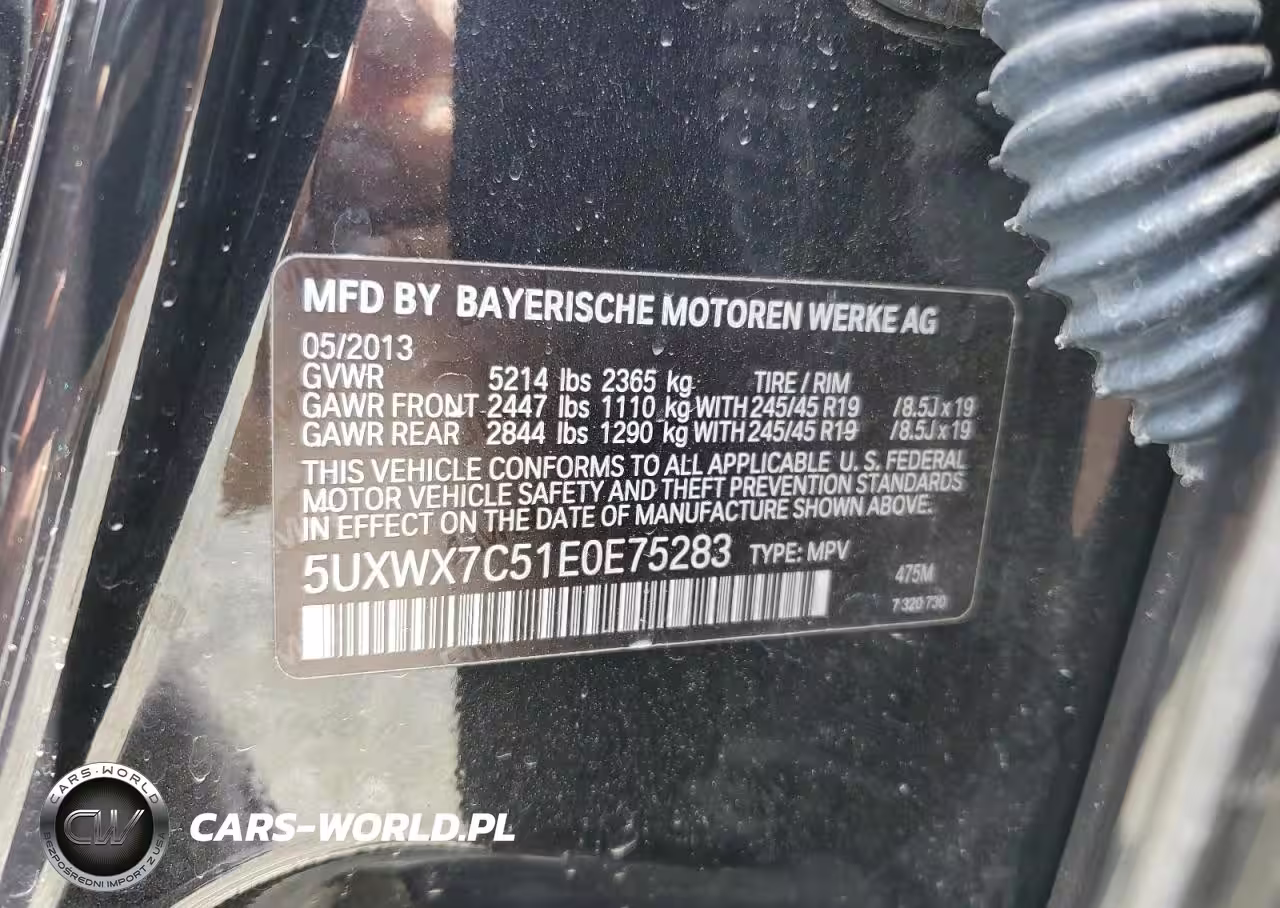 MFD BY BAYERISCHE MOTOREN WERKE AG
05/2013
GVWR 5214 lbs 2365 kg TIRE / RIM
GAWR FRONT 2447 lbs 1110 kg WITH 245/45 R19 /8.5J x 19
GAWR REAR 2844 lbs 1290 kg WITH 245/45 R19 /8.5J x 19
THIS VEHICLE CONFORMS TO ALL APPLICABLE U. S. FEDERAL
MOTOR VEHICLE SAFETY AND THEFT PREVENTION STANDARDS
IN EFFECT ON THE DATE OF MANUFACTURE SHOWN ABOVE.
5UXWX7C51E0E75283 TYPE: MPV
475M
7 320 730
CARS-WORLD
CW
BEZPOŚREDNI IMPORT Z USA
CARS-WORLD.PL